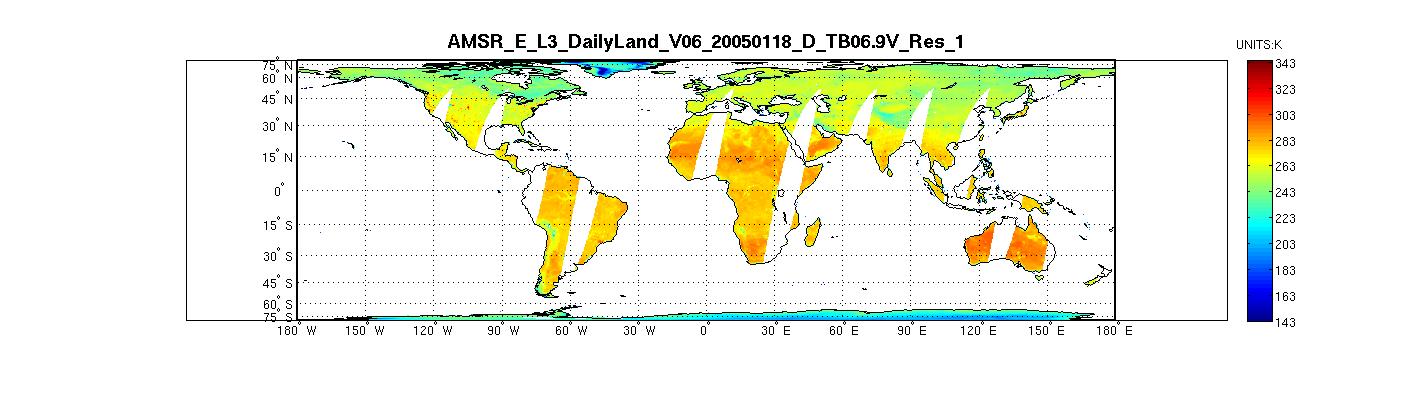 AMSR_E_L3_DailyLand_V06_20050118_D_TB06.9V_Res_1
UNITS:K
75° N
60° N
45° N
30° N
15° N
0°
15° S
30° S
45° S
60° S
75° S
180° W 150° W 120° W 90° W 60° W 30° W 0° 30° E 60° E 90° E 120° E 150° E 180° E
343
323
303
283
263
243
223
203
183
163
143